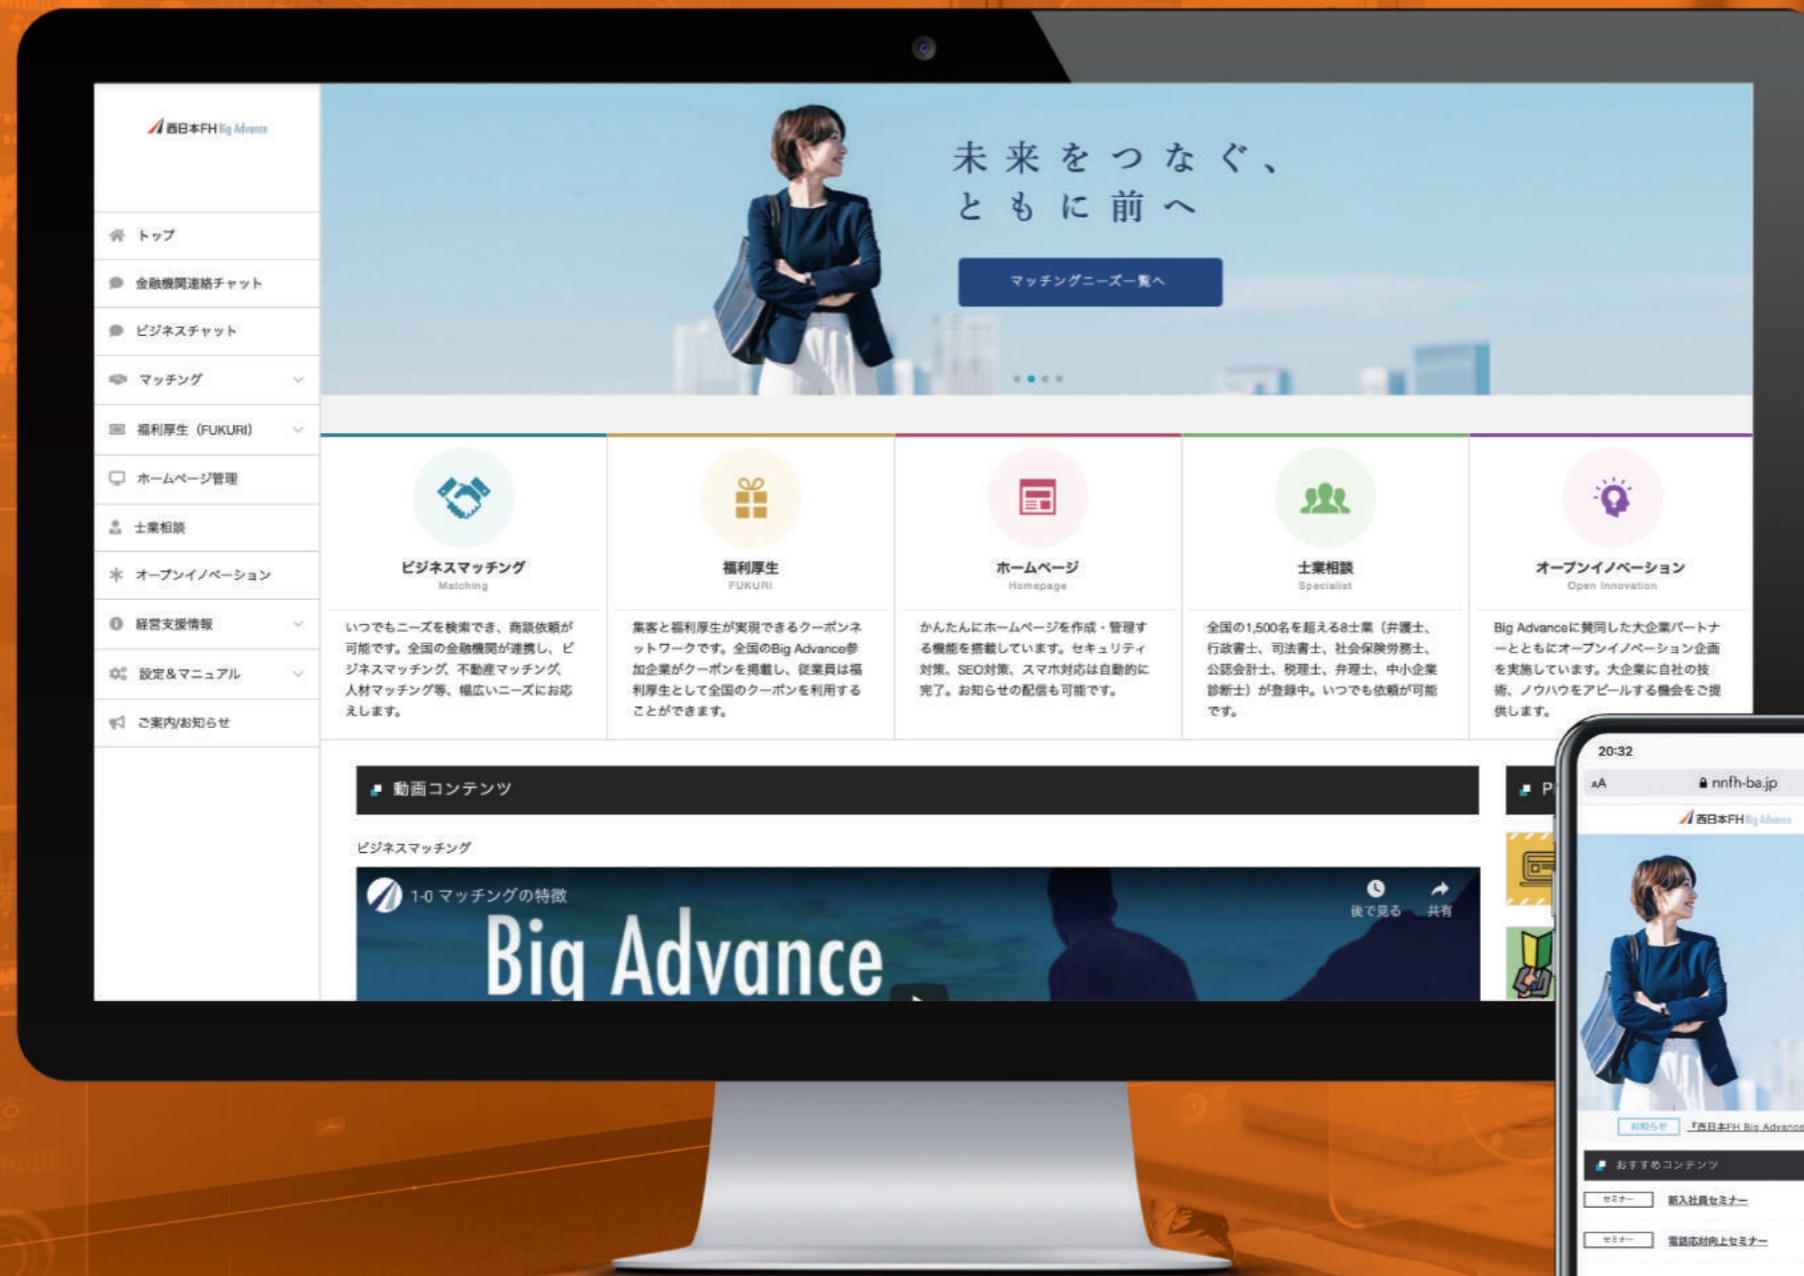 西日本FH Big Advance
トップ
金融機関連絡チャット
ビジネスチャット
マッチング
福利厚生（FUKURI）
ホームページ管理
士業相談
オープンイノベーション
経営支援情報
設定&マニュアル
ご案内/お知らせ
未来をつなぐ、
ともに前へ
マッチングニーズ一覧へ
ビジネスマッチング
Matching
いつでもニーズを検索でき、商談依頼が
可能です。全国の金融機関が連携し、ビ
ジネスマッチング、不動産マッチング、
人材マッチング等、幅広いニーズにお応
えします。
福利厚生
FUKURI
集客と福利厚生が実現できるクーポンネ
ットワークです。全国のBig Advance参
加企業がクーポンを掲載し、従業員は福
利厚生として全国のクーポンを利用する
ことができます。
ホームページ
Homepage
かんたんにホームページを作成・管理す
る機能を搭載しています。セキュリティ
対策、SEO対策、スマホ対応は自動的に
完了。お知らせの配信も可能です。
士業相談
Specialist
全国の1,500名を超える8士業（弁護士、
行政書士、司法書士、社会保険労務士、
公認会計士、税理士、弁理士、中小企業
診断士）が登録中。いつでも依頼が可能
です。
オープンイノベーション
Open Innovation
Big Advanceに賛同した大企業パートナ
ーとともにオープンイノベーション企画
を実施しています。大企業に自社の技
術、ノウハウをアピールする機会をご提
供します。
動画コンテンツ
P
ビジネスマッチング
1-0 マッチングの特徴
後で見る
共有
Big Advance
20:32
AA
nnfh-ba.jp
西日本FH Big Advance
お知らせ
『西日本FH Big Advance
おすすめコンテンツ
セミナー
新入社員セミナー
セミナー
電話応対向上セミナー